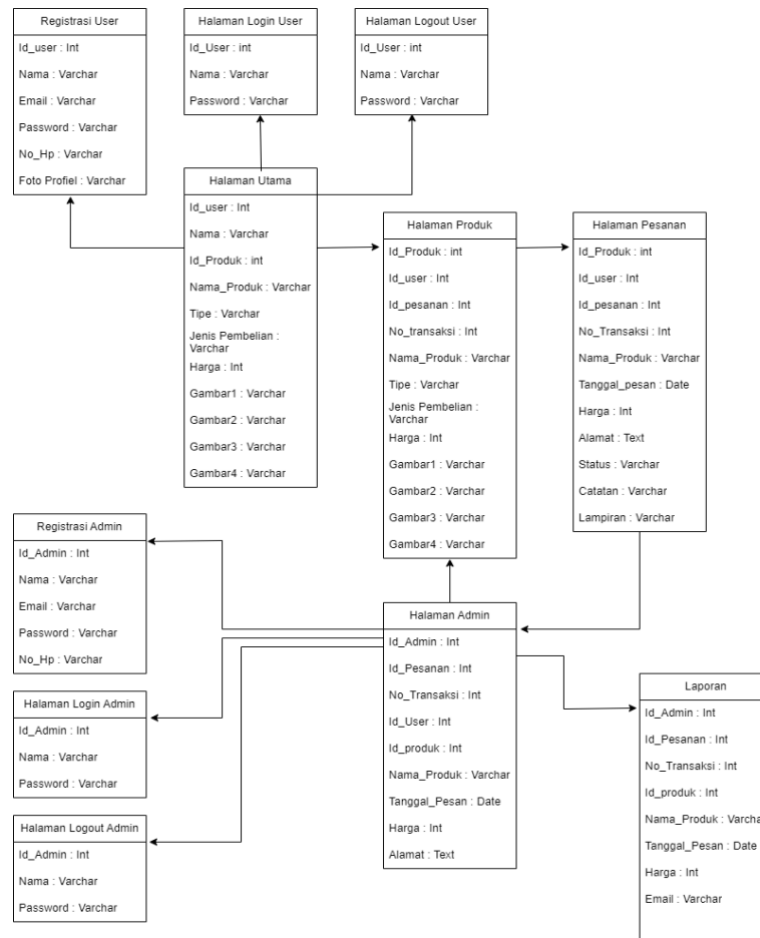 Registrasi User
Id_user : Int
Nama : Varchar
Email : Varchar
Password : Varchar
No_Hp : Varchar
Foto Profiel : Varchar
Halaman Login User
Id_User : int
Nama : Varchar
Password : Varchar
Halaman Logout User
Id_User : int
Nama : Varchar
Password : Varchar
Halaman Utama
Id_user : Int
Nama : Varchar
Id_Produk : int
Nama_Produk : Varchar
Tipe : Varchar
Jenis Pembelian :
Varchar
Harga : Int
Gambar1 : Varchar
Gambar2 : Varchar
Gambar3 : Varchar
Gambar4 : Varchar
Halaman Produk
Id_Produk : int
Id_user : Int
Id_pesanan : Int
No_transaksi : Int
Nama_Produk : Varchar
Tipe : Varchar
Jenis Pembelian :
Varchar
Harga : Int
Gambar1 : Varchar
Gambar2 : Varchar
Gambar3 : Varchar
Gambar4 : Varchar
Halaman Pesanan
Id_Produk : int
Id_user : Int
Id_pesanan : Int
No_Transaksi : Int
Nama_Produk : Varchar
Tanggal_pesan : Date
Harga : Int
Alamat : Text
Status : Varchar
Catatan : Varchar
Lampiran : Varchar
Registrasi Admin
Id_Admin : Int
Nama : Varchar
Email : Varchar
Password : Varchar
No_Hp : Varchar
Halaman Login Admin
Id_Admin : Int
Nama : Varchar
Password : Varchar
Halaman Logout Admin
Id_Admin : Int
Nama : Varchar
Password : Varchar
Halaman Admin
Id_Admin : Int
Id_Pesanan : Int
No_Transaksi : Int
Id_User : Int
Id_produk : Int
Nama_Produk : Varchar
Tanggal_Pesan : Date
Harga : Int
Alamat : Text
Laporan
Id_Admin : Int
Id_Pesanan : Int
No_Transaksi : Int
Id_produk : Int
Nama_Produk : Varcha
Tanggal_Pesan : Date
Harga : Int
Email : Varchar